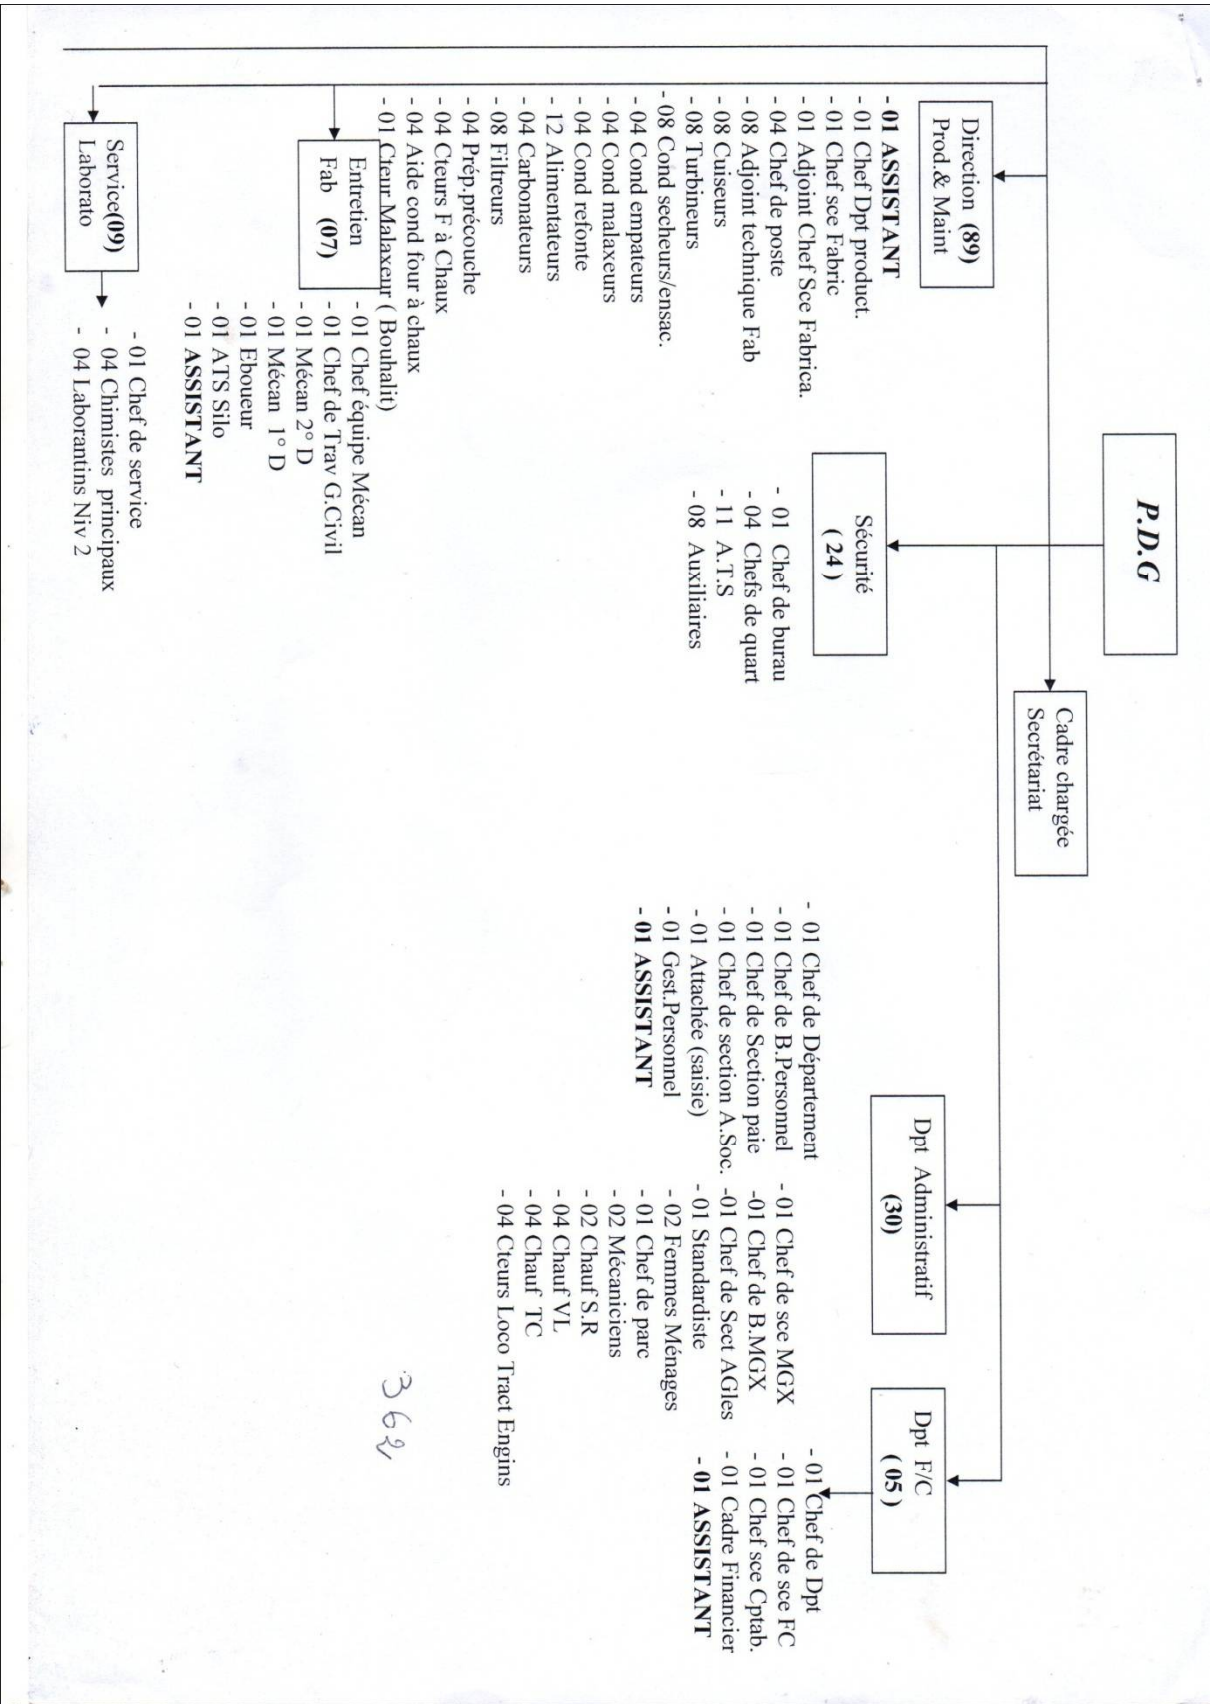 P.D.G
Cadre chargée
Secrétariat
Direction (89)
Prod.& Maint
- 01 ASSISTANT
- 01 Chef Dpt product.
- 01 Chef sce Fabric
- 01 Adjoint Chef Sce Fabrica.
- 04 Chef de poste
- 08 Adjoint technique Fab
- 08 Cuiseurs
- 08 Turbineurs
- 08 Cond secheurs/ensac.
- 04 Cond empateurs
- 04 Cond malaxeurs
- 04 Cond refonte
- 12 Alimentateurs
- 04 Carbonateurs
- 08 Filtreurs
- 04 Prép.précouche
- 04 Cteurs F à Chaux
- 04 Aide cond four à chaux
- 01 Cteur Malaxeur ( Bouhalit)
Entretien
Fab (07)
- 01 Chef équipe Mécan
- 01 Chef de Trav G.Civil
- 01 Mécan 2° D
- 01 Mécan 1° D
- 01 Eboueur
- 01 ATS Silo
- 01 ASSISTANT
Service(09)
Laborato
- 01 Chef de service
- 04 Chimistes principaux
- 04 Laborantins Niv 2
Sécurité
( 24 )
- 01 Chef de burau
- 04 Chefs de quart
- 11 A.T.S
- 08 Auxiliaires
Dpt Administratif
(30)
- 01 Chef de Département
- 01 Chef de B.Personnel
- 01 Chef de Section paie
- 01 Chef de section A.Soc.
- 01 Attachée (saisie)
- 01 Gest.Personnel
- 01 ASSISTANT
- 01 Chef de sce MGX
-01 Chef de B.MGX
-01 Chef de Sect AGles
- 01 Standardiste
- 02 Femmes Ménages
- 01 Chef de parc
- 02 Mécaniciens
- 02 Chauf S.R
- 04 Chauf VL
- 04 Chauf TC
- 04 Cteurs Loco Tract Engins
Dpt F/C
( 05 )
- 01 Chef de Dpt
- 01 Chef de sce FC
- 01 Chef sce Cptab.
- 01 Cadre Financier
- 01 ASSISTANT
362